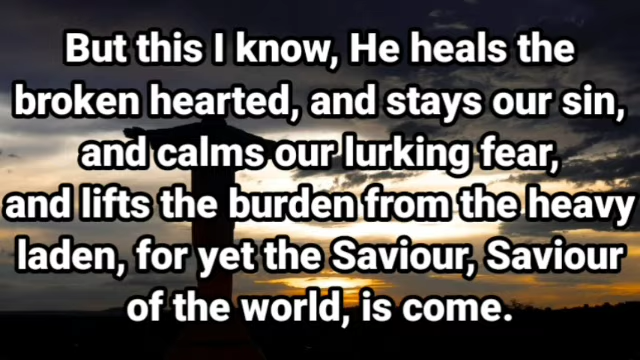 But this I know, He heals the
broken hearted, and stays our sin,
and calms our lurking fear,
and lifts the burden from the heavy
laden, for yet the Saviour, Saviour
of the world, is come.